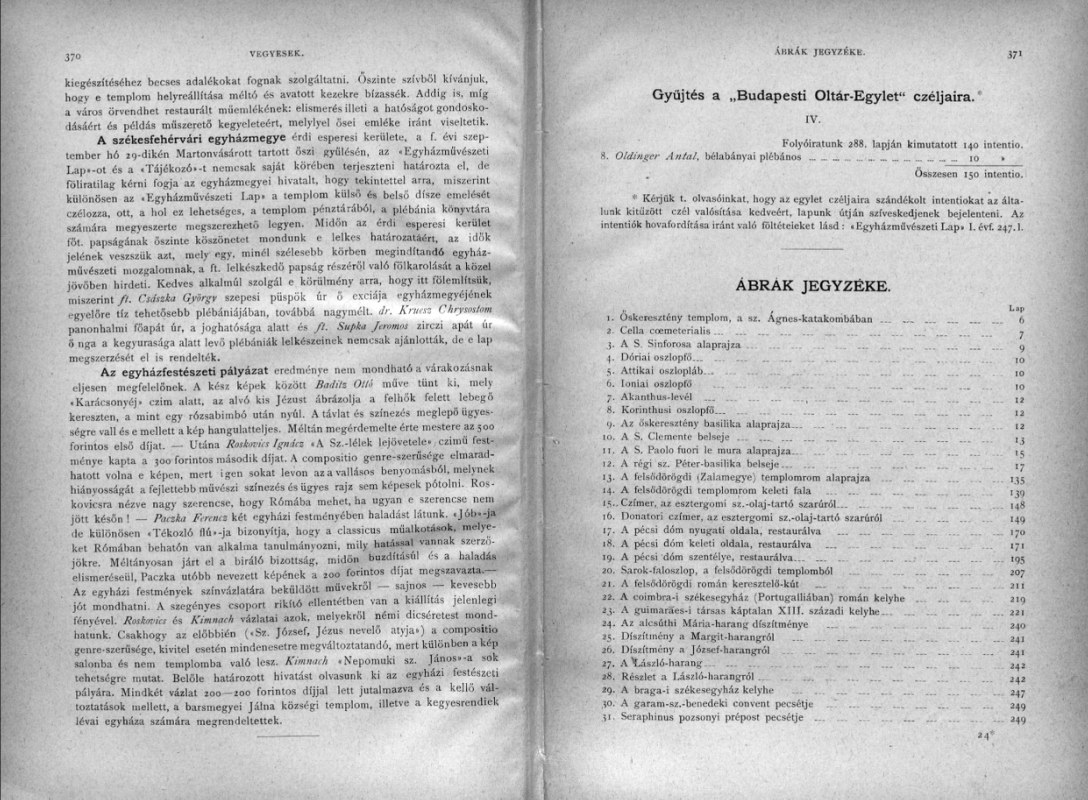 370
VEGYESEK.
kiegészítéséhez becses adalékokat fognak szolgáltatni. Őszinte szívből kívánjuk,
hogy e templom helyreállítása méltó és avatott kezekre bízassék. Addig is, míg
a város örvendhet restaurált műemlékének: elismerés illeti a hatóságot gondosko-
dásáért és példás műszerető kegyeleteért, melylyel ősei emléke iránt viseltetik.
A székesfehérvári egyházmegye érdi esperesi kerülete, a f. évi szep-
tember hó 29-dikén Martonvásárott tartott őszi gyűlésén, az «Egyházművészeti
Lap»-ot és a «Tájékozó»-t nemcsak saját körében terjeszteni határozta el, de
föliratilag kérni fogja az egyházmegyei hivatalt, hogy tekintettel arra, miszerint
különösen az «Egyházművészeti Lap» a templom külső és belső dísze emelését
czélozza, ott, a hol ez lehetséges, a templom pénztárából, a plébánia könyvtára
számára megyeszerte megszerezhető legyen. Midőn az érdi esperesi kerület
főt. papságának őszinte köszönetet mondunk e lelkes határozataért, az idők
jelének veszszük azt, mely egy, minél szélesebb körben megindítandó egyház-
művészeti mozgalomnak, a ft. lelkészkedő papság részéről való fölkarolását a közel
jövőben hirdeti. Kedves alkalmúl szolgál e körülmény arra, hogy itt fölemlítsük,
miszerint ft. Császka György szepesi püspök úr ő exciája egyházmegyéjének
egyelőre tíz tehetősebb plébániájában, továbbá nagymélt. dr. Kruesz Chrysostom
panonhalmi főapát úr, a joghatósága alatt és ft. Supka Jeromos zirczi apát úr
ő nga a kegyurasága alatt levő plébániák lelkészeinek nemcsak ajánlották, de e lap
megszerzését el is rendelték.
Az egyházfestészeti pályázat eredménye nem mondható a várakozásnak
eljesen megfelelőnek. A kész képek között Baditz Ottó műve tünt ki, mely
«Karácsonyéj» czim alatt, az alvó kis Jézust ábrázolja a felhők felett lebegő
kereszten, a mint egy rózsabimbó után nyúl. A távlat és színezés meglepő ügyes-
ségre vall és e mellett a kép hangulatteljes. Méltán megérdemelte érte mestere az 500
forintos első díjat. — Utána Roskovics Ignácz «A Sz.-lélek lejövetele» czimű fest-
ménye kapta a 300 forintos második díjat. A compositio genre-szerűsége elmarad-
hatott volna e képen, mert igen sokat levon az a vallásos benyomásból, melynek
hiányosságát a fejlettebb művészi színezés és ügyes rajz sem képesek pótolni. Ros-
kovicsra nézve nagy szerencse, hogy Rómába mehet, ha ugyan e szerencse nem
jött későn! — Paczka Ferencz két egyházi festményében haladást látunk. «Jób»-ja
de különösen «Tékozló fiú»-ja bizonyítja, hogy a classicus műalkotások, melye-
ket Rómában behatón van alkalma tanulmányozni, mily hatással vannak szerző-
jökre. Méltányosan járt el a biráló bizottság, midőn buzdításúl és a haladás
elismeréseül, Paczka utóbb nevezett képének a 200 forintos díjat megszavazta.—
Az egyházi festmények színvázlatára beküldött művekről — sajnos — kevesebb
jót mondhatni. A szegényes csoport rikító ellentétben van a kiállítás jelenlegi
fényével. Roskovics és Kimnach vázlatai azok, melyekről némi dicséretest mond-
hatunk. Csakhogy az előbbién («Sz. József, Jézus nevelő atyja») a compositio
genre-szerűsége, kivitel esetén mindenesetre megváltoztatandó, mert különben a kép
salonba és nem templomba való lesz. Kimnach «Nepomuki sz. János»-a sok
tehetségre mutat. Belőle határozott hivatást olvasunk ki az egyházi festészeti
pályára. Mindkét vázlat 200—200 forintos díjjal lett jutalmazva és a kellő vál-
toztatások mellett, a barsmegyei Jálna községi templom, illetve a kegyesrendiek
lévai egyháza számára megrendeltettek.
ÁBRÁK JEGYZÉKE.
371
Gyűjtés a „Budapesti Oltár-Egylet“ czéljaira.*
IV.
Folyóiratunk 288. lapján kimutatott 140 intentio.
8. Oldinger Antal, bélabányai plébános 10 »
Összesen 150 intentio.
* Kérjük t. olvasóinkat, hogy az egylet czéljaira szándékolt intentiokat az álta-
lunk kitűzött czél valósítása kedveért, lapunk útján szíveskedjenek bejelenteni. Az
intentiók hovafordítása iránt való föltételeket lásd: «Egyházművészeti Lap» I. évf. 247. l.
ÁBRÁK JEGYZÉKE.
Lap
1. Őskeresztény templom, a sz. Ágnes-katakombában 6
2. Cella cœmeterialis 7
3. A S. Sinforosa alaprajza 9
4. Dóriai oszlopfő 10
5. Attikai oszlopláb 10
6. Ioniai oszlopfő 10
7. Akanthus-levél 12
8. Korinthusi oszlopfő 12
9. Az őskeresztény basilika alaprajza 12
10. A S. Clemente belseje 13
11. A S. Paolo fuori le mura alaprajza 15
12. A régi sz. Péter-basilika belseje 17
13. A felsődörögdi (Zalamegye) templomrom alaprajza 135
14. A felsődörögdi templomrom keleti fala 139
15. Czímer, az esztergomi sz.-olaj-tartó szaruról 148
16. Donatori czímer, az esztergomi sz.-olaj-tartó szaruról 149
17. A pécsi dóm nyugati oldala, restaurálva 170
18. A pécsi dóm keleti oldala, restaurálva 171
19. A pécsi dóm szentélye, restaurálva 195
20. Sarok-faloszlop, a felsődörögdi templomból 207
21. A felsődörögdi román keresztelő-kút 211
22. A coimbra-i székesegyház (Portugalliában) román kelyhe 219
23. A guimarães-i társas káptalan XIII. századi kelyhe 221
24. Az alcsúthi Mária-harang díszítménye 240
25. Díszítmény a Margit-harangról 241
26. Díszítmény a József-harangról 241
27. A László-harang 242
28. Részlet a László-harangról 242
29. A braga-i székesegyház kelyhe 247
30. A garam-sz.-benedeki convent pecsétje 249
31. Seraphinus pozsonyi prépost pecsétje 249
24*